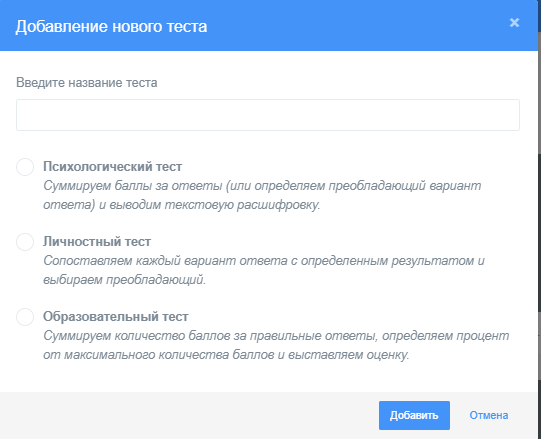 Добавление нового теста
×
Введите название теста
Психологический тест
Суммируем баллы за ответы (или определяем преобладающий вариант
ответа) и выводим текстовую расшифровку.
Личностный тест
Сопоставляем каждый вариант ответа с определенным результатом и
выбираем преобладающий.
Образовательный тест
Суммируем количество баллов за правильные ответы, определяем процент
от максимального количества баллов и выставляем оценку.
Добавить Отмена